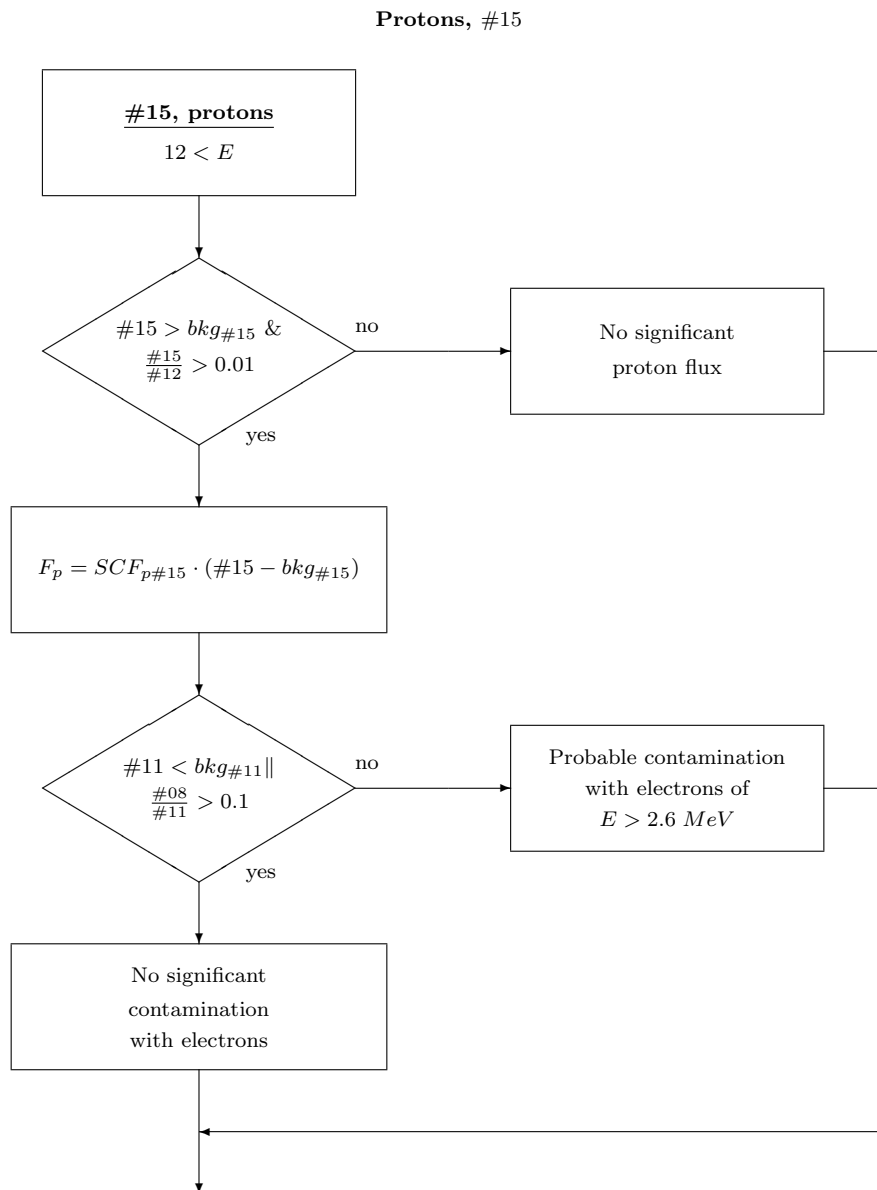 Protons, #15
#15, protons
12 < E
#15 > bkg#15 &
#15/#12 > 0.01
no
yes
No significant
proton flux
Fp = SCFp#15 · (#15 − bkg#15)
#11 < bkg#11‖
#08/#11 > 0.1
no
yes
Probable contamination
with electrons of
E > 2.6 MeV
No significant
contamination
with electrons